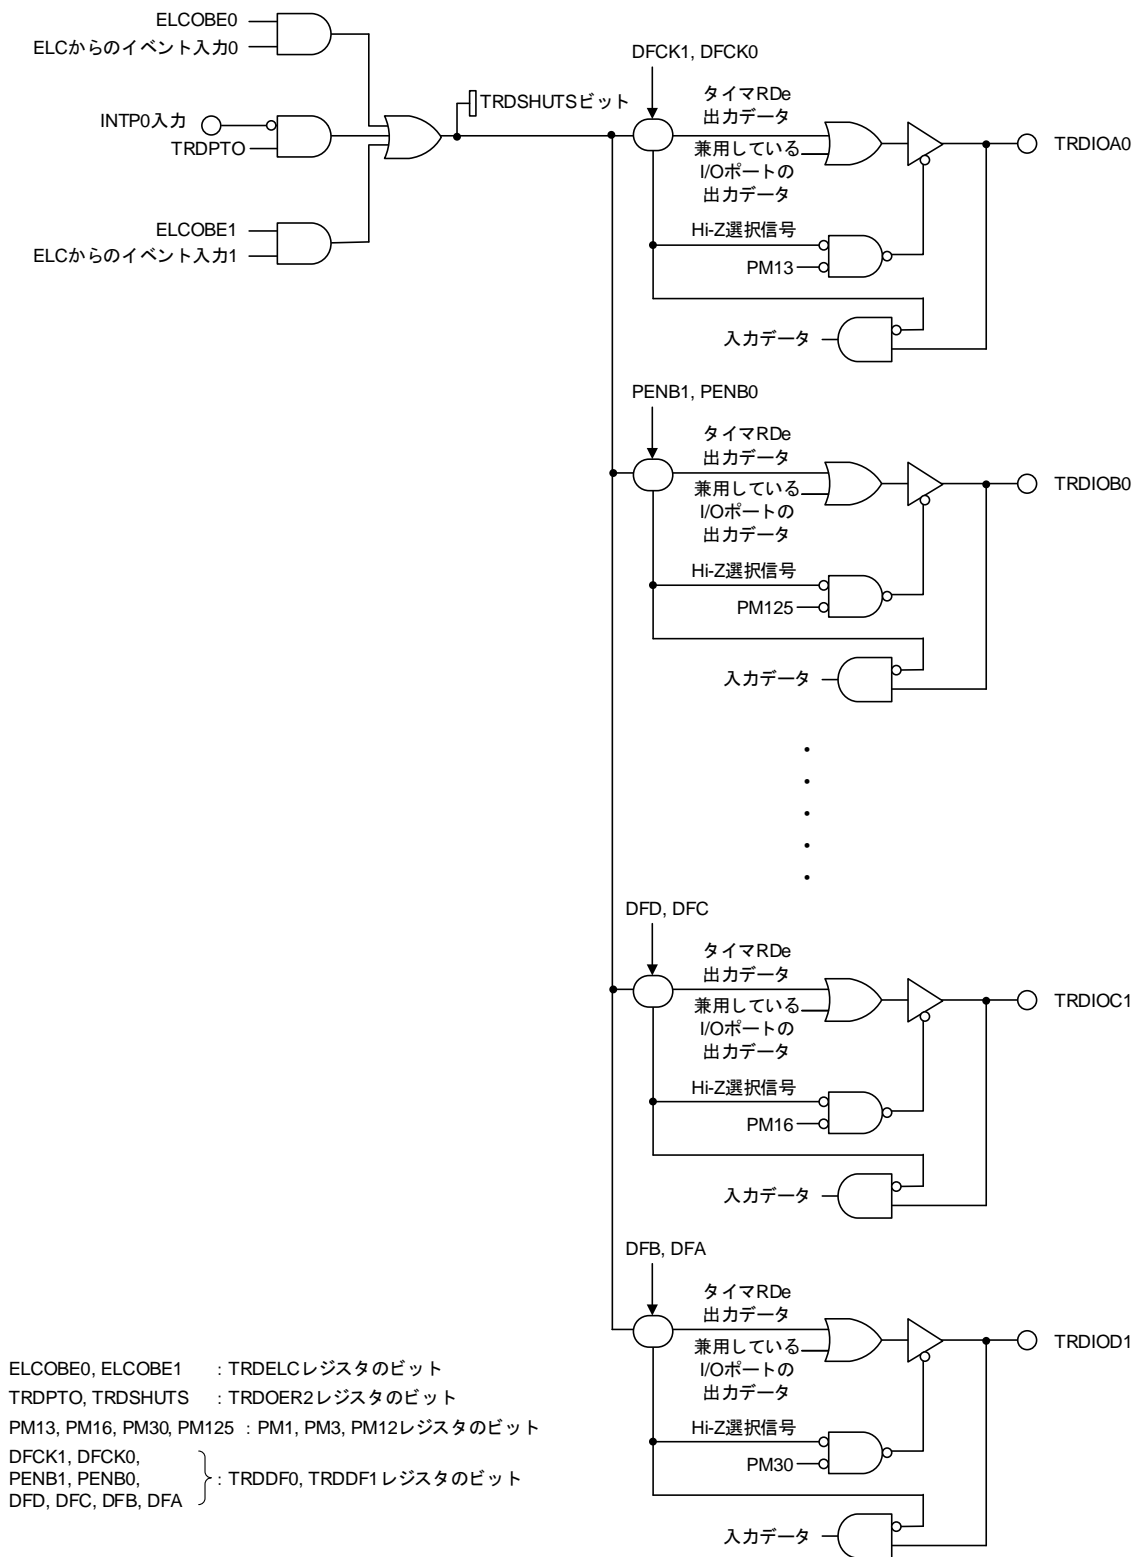 ELCOBE0
ELCからのイベント入力0
INTP0入力
TRDPTO
ELCOBE1
ELCからのイベント入力1
TRDSHUTSビット
DFCK1, DFCK0
タイマRDe
出力データ
兼用している
I/Oポートの
出力データ
Hi-Z選択信号
PM13
入力データ
TRDIOA0
PENB1, PENB0
タイマRDe
出力データ
兼用している
I/Oポートの
出力データ
Hi-Z選択信号
PM125
入力データ
TRDIOB0
DFD, DFC
タイマRDe
出力データ
兼用している
I/Oポートの
出力データ
Hi-Z選択信号
PM16
入力データ
TRDIOC1
DFB, DFA
タイマRDe
出力データ
兼用している
I/Oポートの
出力データ
Hi-Z選択信号
PM30
入力データ
TRDIOD1
ELCOBE0, ELCOBE1 : TRDELCレジスタのビット
TRDPTO, TRDSHUTS : TRDOER2レジスタのビット
PM13, PM16, PM30, PM125 : PM1, PM3, PM12レジスタのビット
DFCK1, DFCK0,
PENB1, PENB0, : TRDDF0, TRDDF1レジスタのビット
DFD, DFC, DFB, DFA